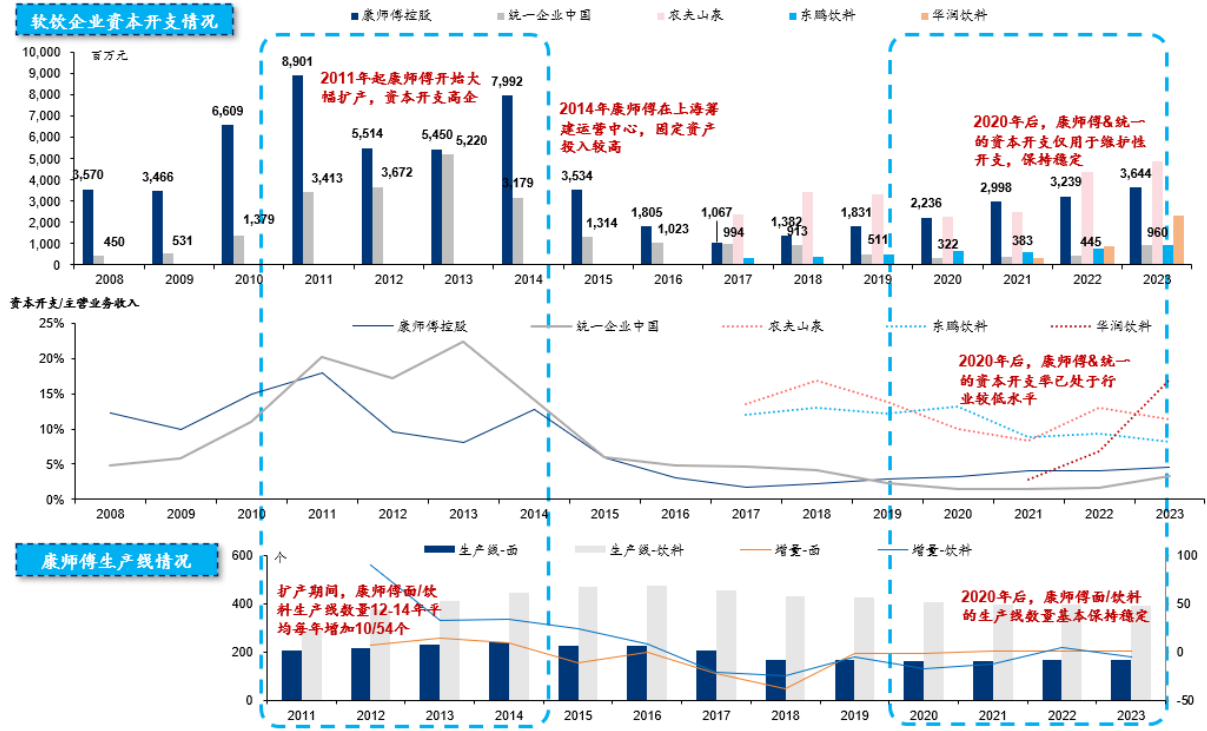 软饮企业资本开支情况
康师傅控股 统一企业中国 农夫山泉 东鹏饮料 华润饮料
百万元
10,000
9,000
8,000
7,000
6,000
5,000
4,000
3,000
2,000
1,000
0
3,570 3,466 6,609 8,901 5,514 5,450 7,992 3,534 1,805 1,067 1,382 1,831 2,236 2,998 3,239 3,644
450 531 1,379 3,413 3,672 5,220 3,179 1,314 1,023 994 913 511 322 383 445 960
2011年起康师傅开始大
幅扩产，资本开支高企
2014年康师傅在上海筹
建运营中心，固定资产
投入较高
2020年后，康师傅&统一
的资本开支仅用于维护性
开支，保持稳定
2008 2009 2010 2011 2012 2013 2014 2015 2016 2017 2018 2019 2020 2021 2022 2023
资本开支/主营业务收入
康师傅控股 统一企业中国 农夫山泉 东鹏饮料 华润饮料
25%
20%
15%
10%
5%
0%
2020年后，康师傅&统一
的资本开支率已处于行
业较低水平
2008 2009 2010 2011 2012 2013 2014 2015 2016 2017 2018 2019 2020 2021 2022 2023
康师傅生产线情况
个
生产线-面 生产线-饮料 增量-面 增量-饮料
600
400
200
0
100
50
0
-50
扩产期间，康师傅面/饮
料生产线数量12-14年平
均每年增加10/54个
2020年后，康师傅面/饮料
的生产线数量基本保持稳定
2011 2012 2013 2014 2015 2016 2017 2018 2019 2020 2021 2022 2023